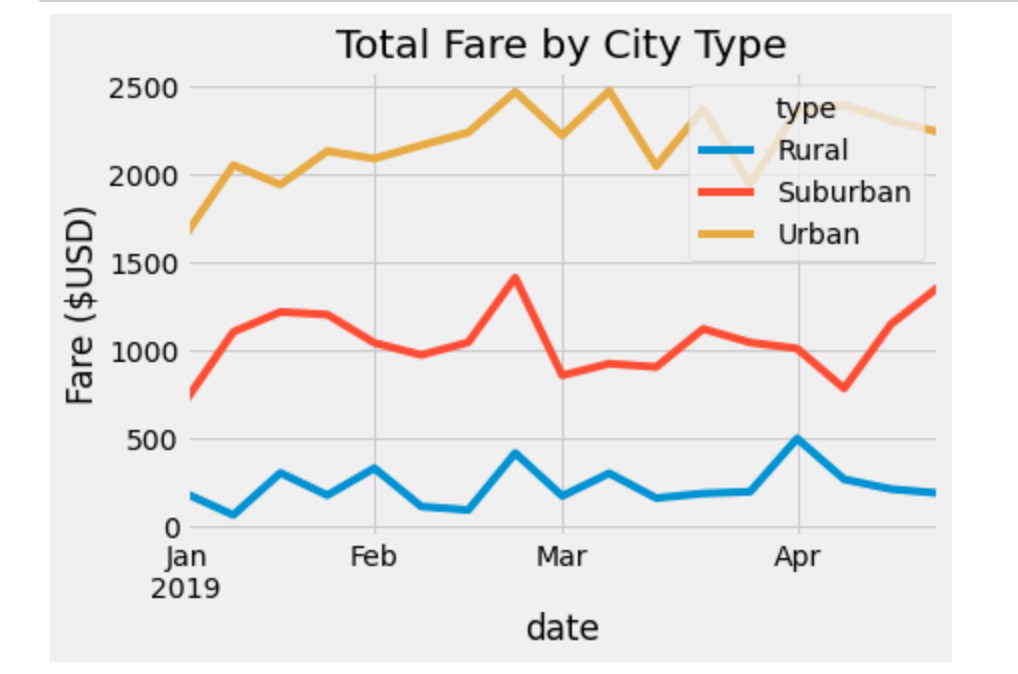 Total Fare by City Type
Fare ($USD)
2500
2000
1500
1000
500
0
type
Rural
Suburban
Urban
Jan
2019
Feb
Mar
Apr
date